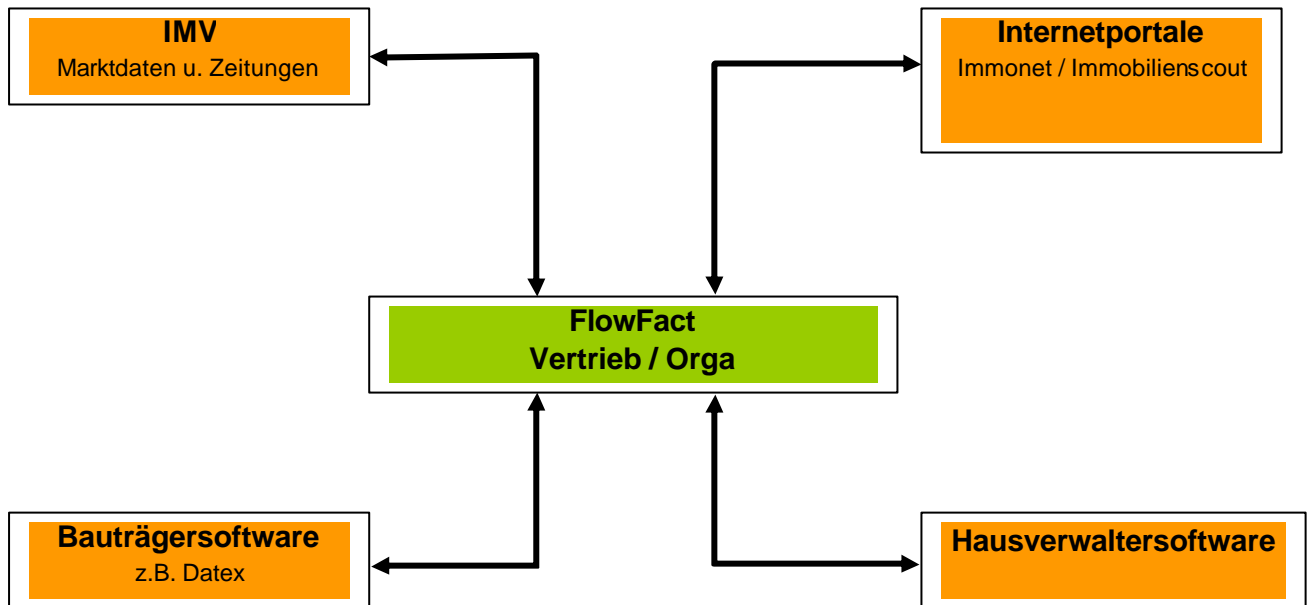 IMV
Marktdaten u. Zeitungen
Internetportale
Immonet / Immobilienscout
FlowFact
Vertrieb / Orga
Bauträgersoftware
z.B. Datex
Hausverwaltersoftware